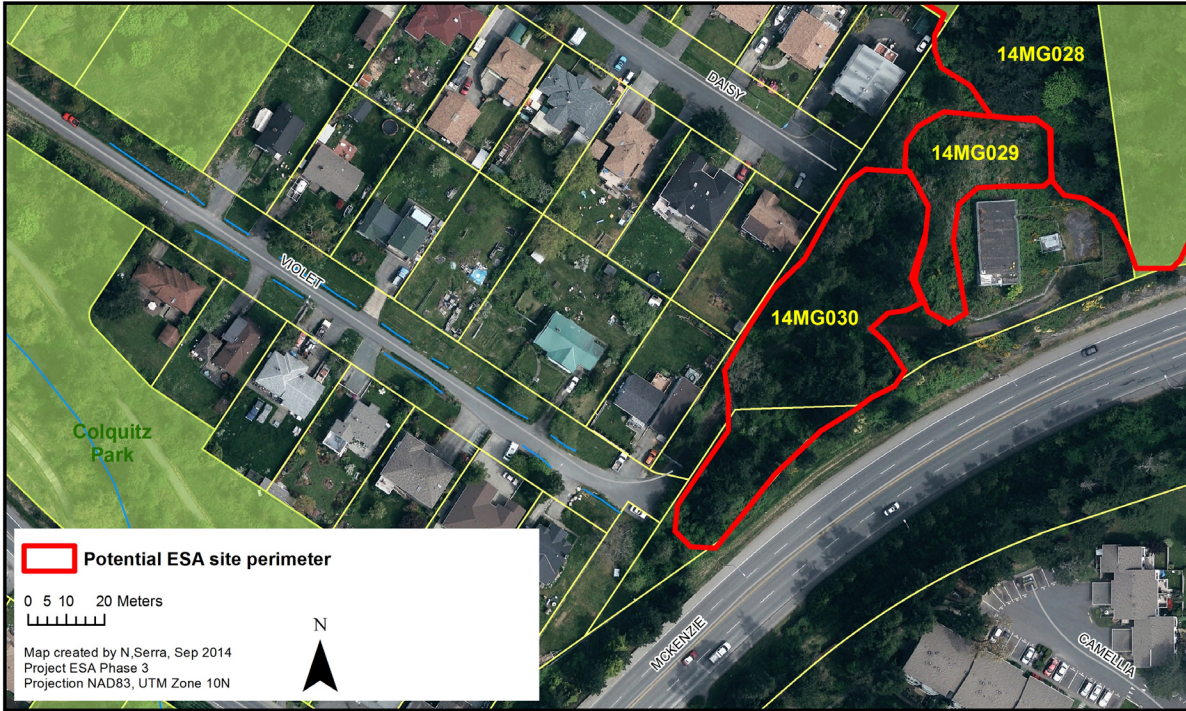 14MG028
DAISY
14MG029
VIOLET
14MG030
Colquitz
Park
Potential ESA site perimeter
0 5 10 20 Meters
N
Map created by N,Serra, Sep 2014
Project ESA Phase 3
Projection NAD83, UTM Zone 10N
MCKENZIE
CAMELLIA